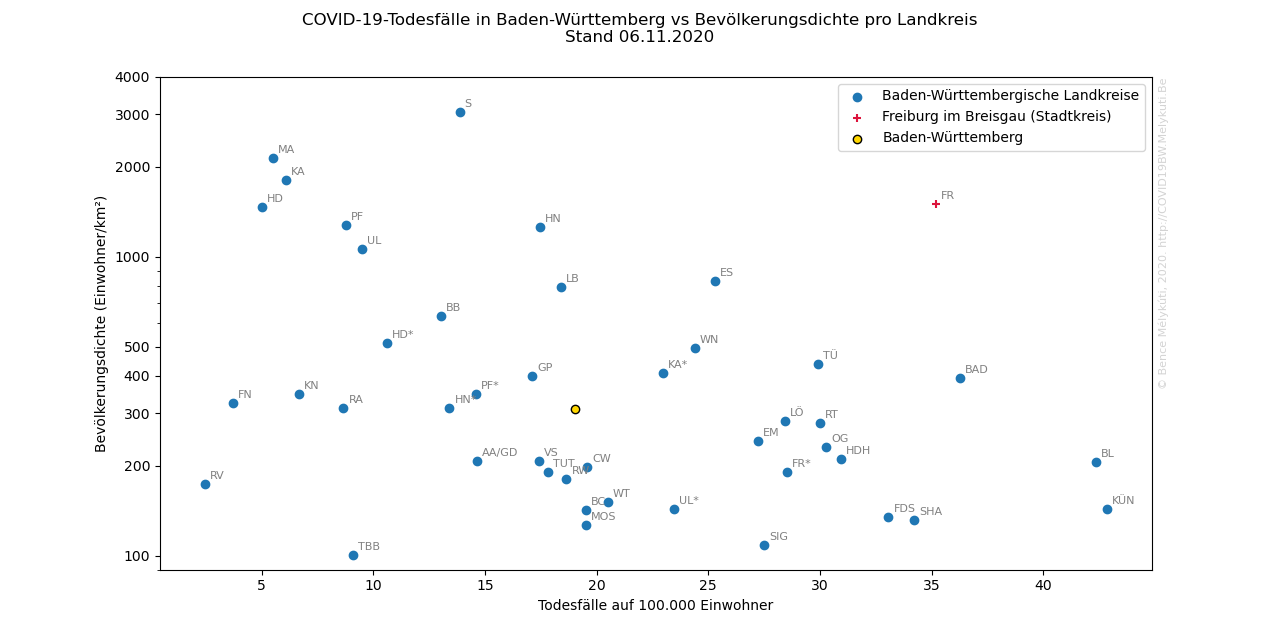 COVID-19-Todesfälle in Baden-Württemberg vs Bevölkerungsdichte pro Landkreis
Stand 06.11.2020
Baden-Württembergische Landkreise
Freiburg im Breisgau (Stadtkreis)
Baden-Württemberg
Bevölkerungsdichte (Einwohner/km²)
4000
3000
2000
1000
500
400
300
200
100
S
MA
KA
HD
FR
PF
HN
UL
ES
LB
BB
HD*
WN
TÜ
KA*
GP
BAD
KN
PF*
FN
RA
HN*
LÖ
RT
EM
OG
HDH
AA/GD
VS
CW
BL
TUT
FR*
RW
RV
WT
BC
UL*
KÜN
MOS
FDS
SHA
SIG
TBB
5
10
15
20
25
30
35
40
Todesfälle auf 100.000 Einwohner
© Bence Mélykúti, 2020. http://COVID19BW.Melykuti.Be